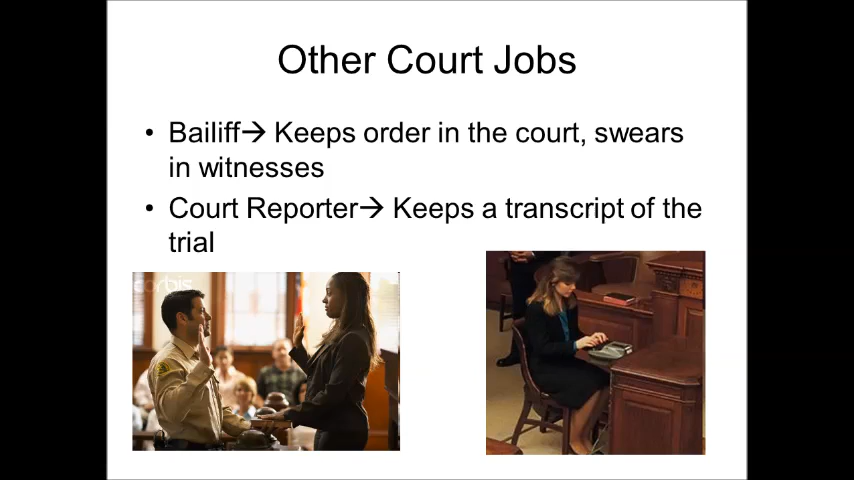 Other Court Jobs
• Bailiff→ Keeps order in the court, swears
in witnesses
• Court Reporter→ Keeps a transcript of the
trial
corbis